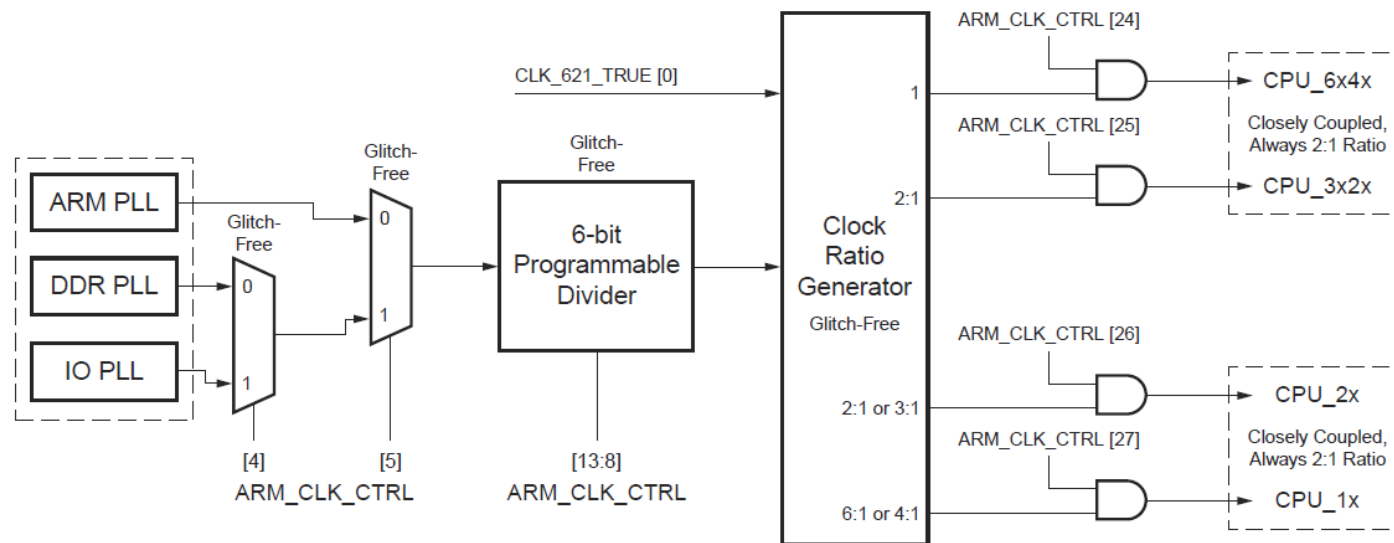 ARM_CLK_CTRL [24]
CLK_621_TRUE [0]
1
CPU_6x4x
ARM_CLK_CTRL [25]
Closely Coupled,
Always 2:1 Ratio
Glitch-
Free
Glitch-
Free
ARM PLL
0
2:1
CPU_3x2x
Glitch-
Free
6-bit
Programmable
Divider
Clock
Ratio
Generator
Glitch-Free
DDR PLL
0
1
IO PLL
1
ARM_CLK_CTRL [26]
CPU_2x
2:1 or 3:1
ARM_CLK_CTRL [27]
Closely Coupled,
Always 2:1 Ratio
[4]
[5]
[13:8]
ARM_CLK_CTRL
ARM_CLK_CTRL
6:1 or 4:1
CPU_1x